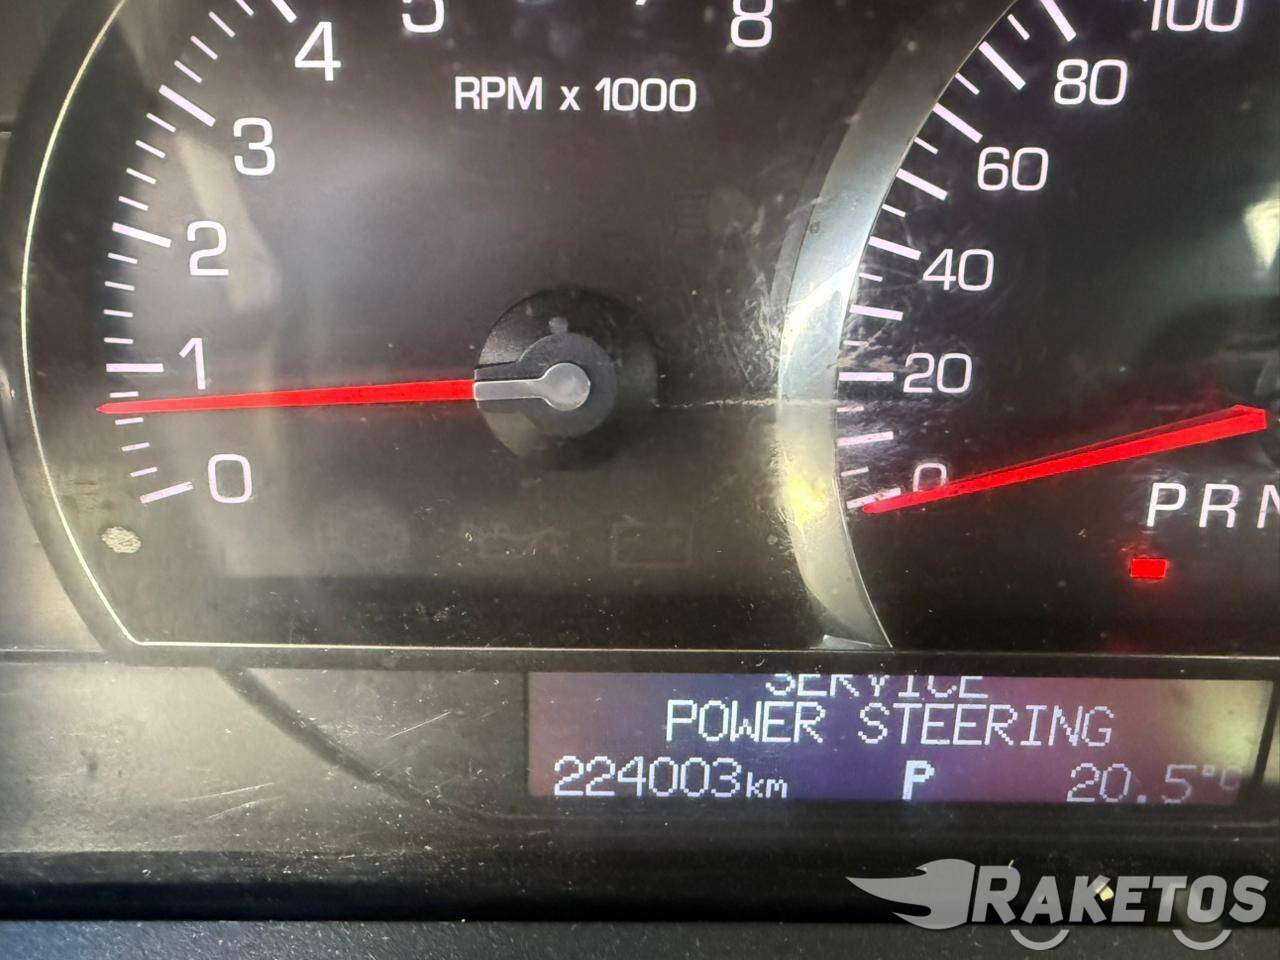 5
8
4
3
2
1
0
RPM x 1000
100
80
60
40
20
0
PRN
SERVICE
POWER STEERING
224003km P 20.5°C
RAKETOS